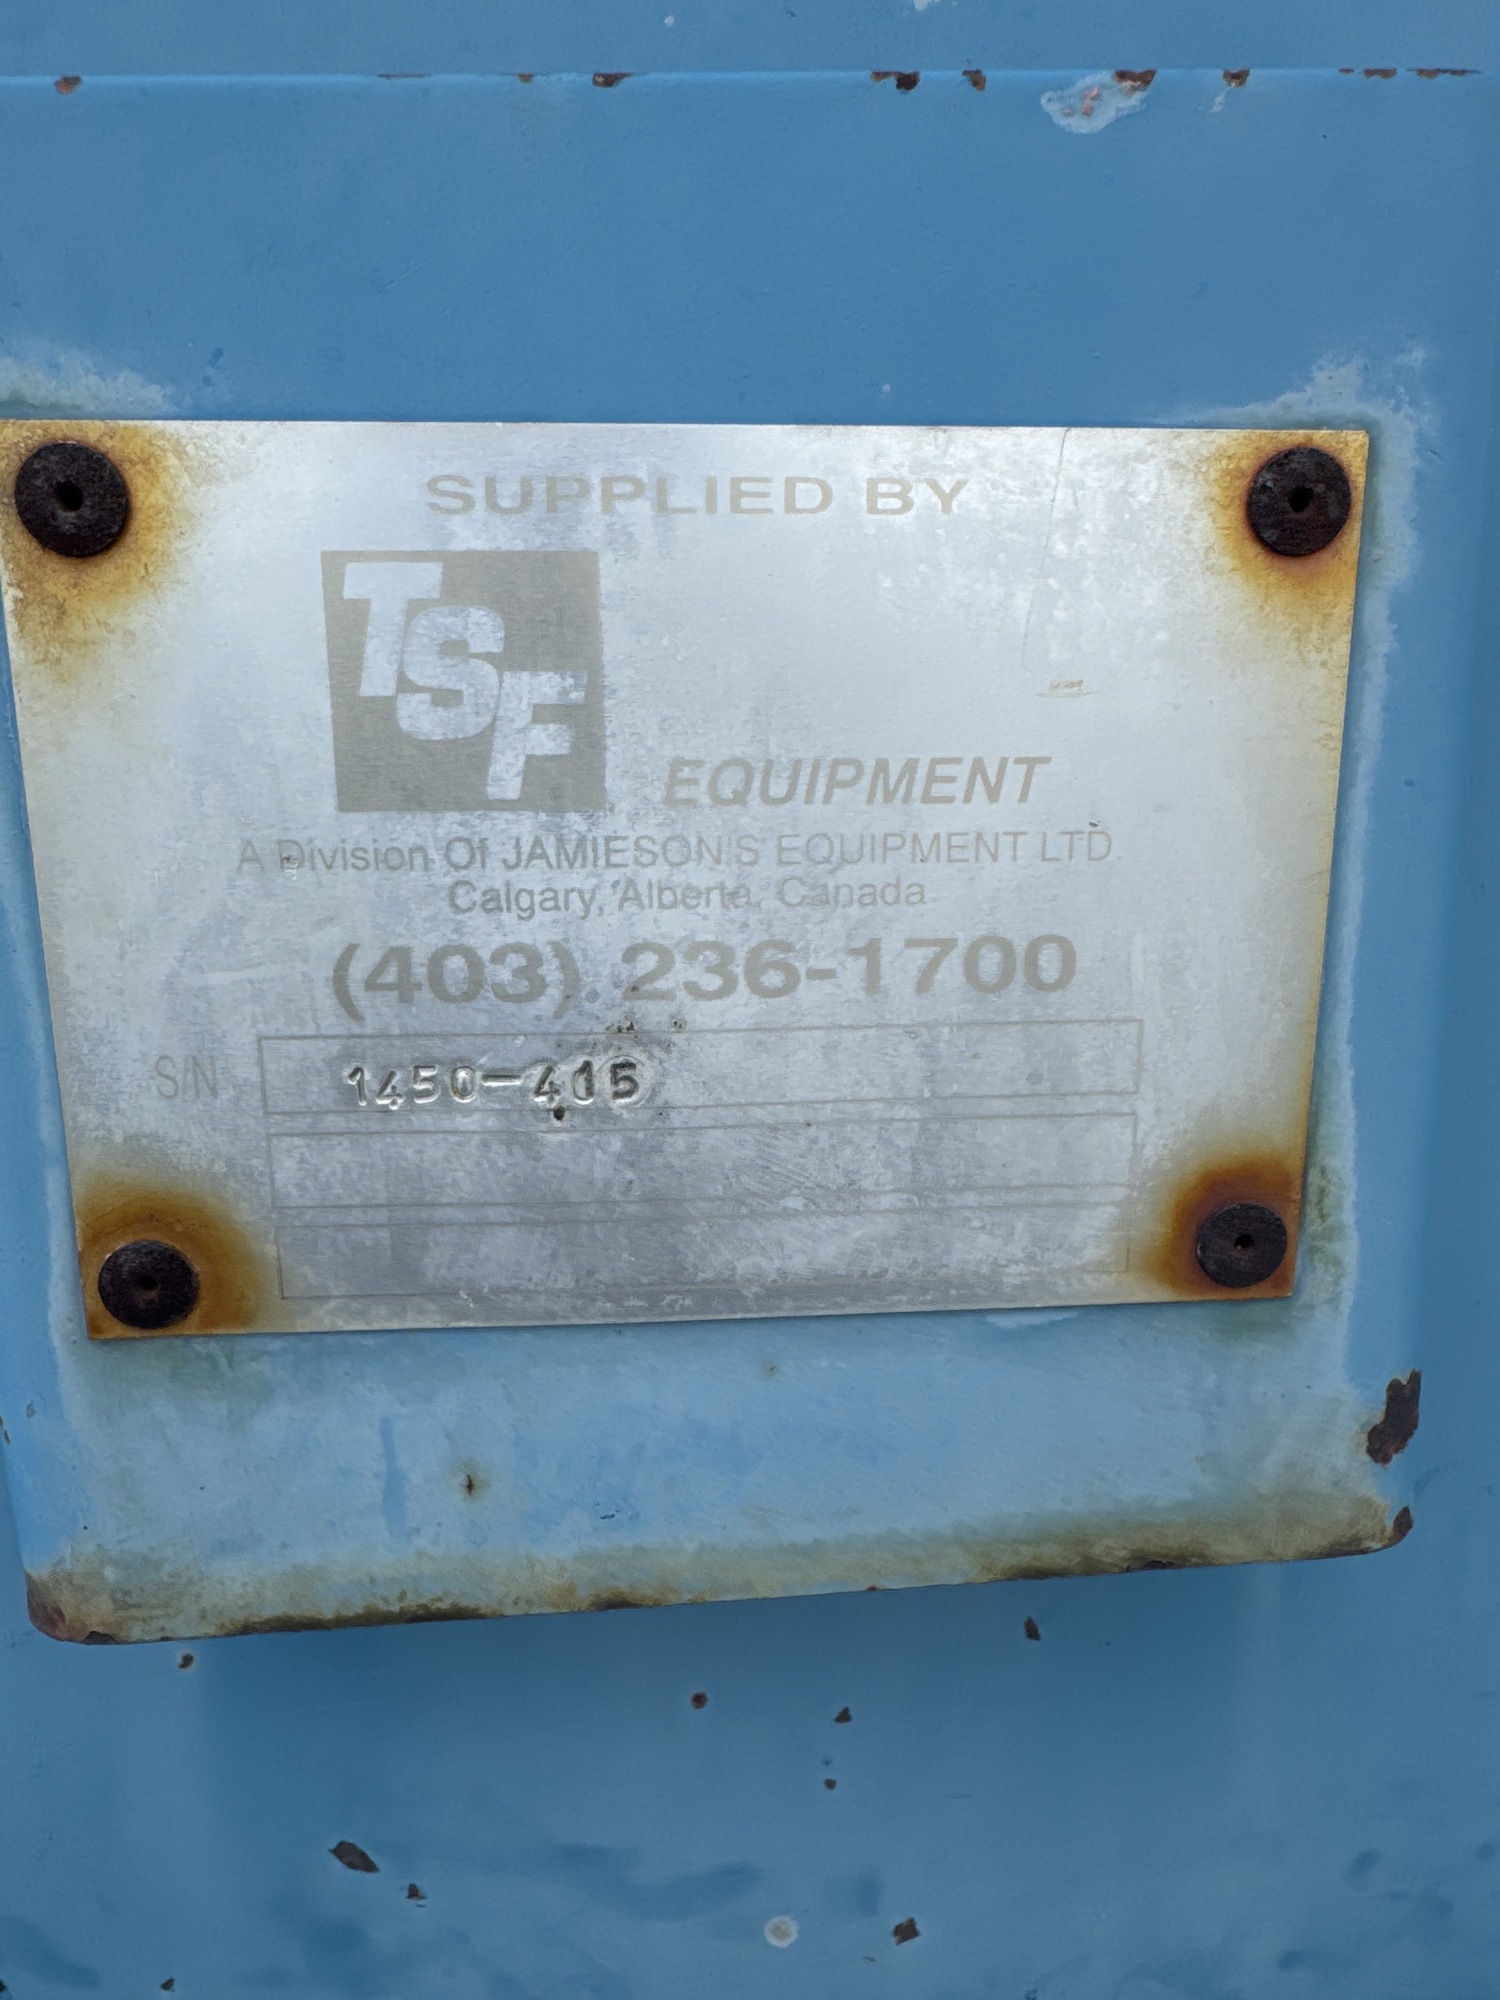 SUPPLIED BY
TSF
EQUIPMENT
A Division Of JAMIESON'S EQUIPMENT LTD.
Calgary, Alberta, Canada
(403) 236-1700
S/N 1450-415